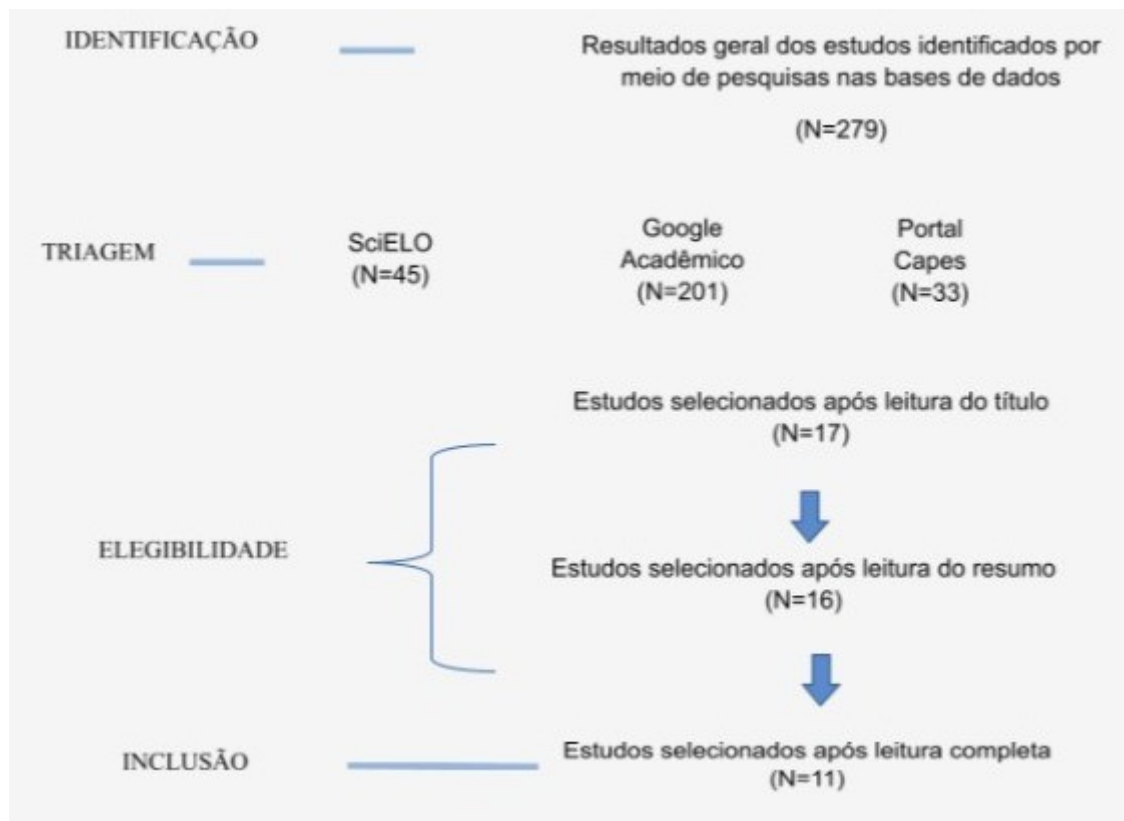 IDENTIFICAÇÃO
Resultados geral dos estudos identificados por
meio de pesquisas nas bases de dados
(N=279)
TRIAGEM
SciELO
(N=45)
Google
Acadêmico
(N=201)
Portal
Capes
(N=33)
Estudos selecionados após leitura do título
(N=17)
ELEGIBILIDADE
Estudos selecionados após leitura do resumo
(N=16)
INCLUSÃO
Estudos selecionados após leitura completa
(N=11)